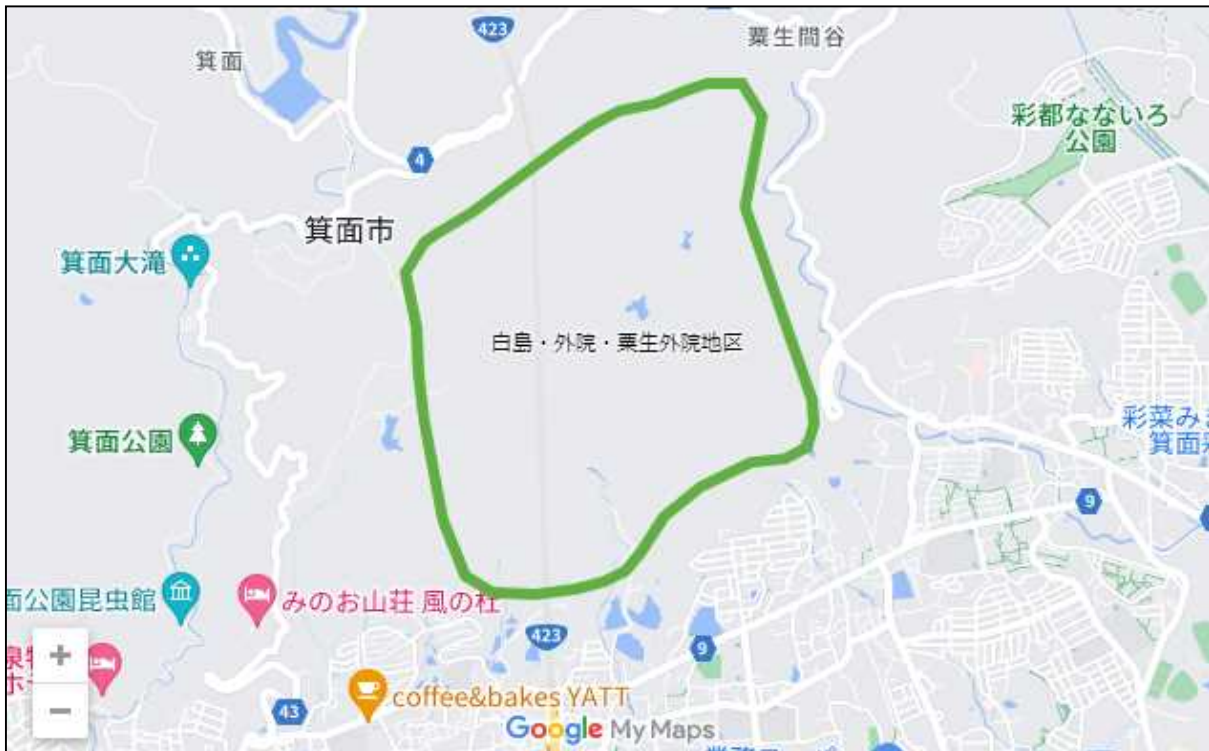 423
粟生間谷
箕面
彩都なないろ
公園
4
箕面市
箕面大滝
白島・外院・粟生外院地区
箕面公園
彩菜み
箕面
9
面公園昆虫館
みのお山荘 風の杜
423
9
+
泉
ホ
−
43
coffee&bakes YATT
Google My Maps